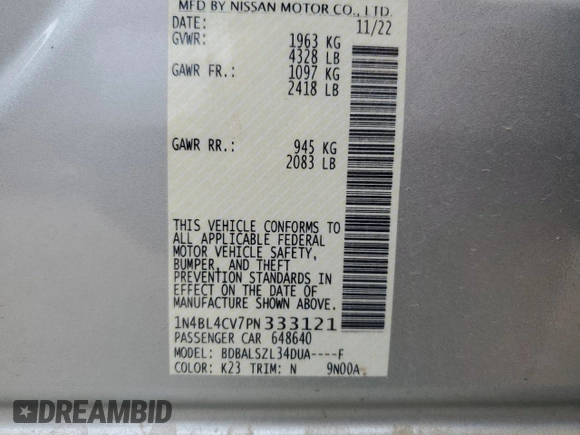 MFD BY NISSAN MOTOR CO., LTD.
DATE: 11/22
GVWR: 1963 KG
4328 LB
GAWR FR.: 1097 KG
2418 LB
GAWR RR.: 945 KG
2083 LB
THIS VEHICLE CONFORMS TO
ALL APPLICABLE FEDERAL
MOTOR VEHICLE SAFETY,
BUMPER, AND THEFT
PREVENTION STANDARDS IN
EFFECT ON THE DATE OF
MANUFACTURE SHOWN ABOVE.
1N4BL4CV7PN333121
PASSENGER CAR 648640
MODEL: BDBALSZL34DUA----F
COLOR: K23 TRIM: N 9N00A
DREAMBID